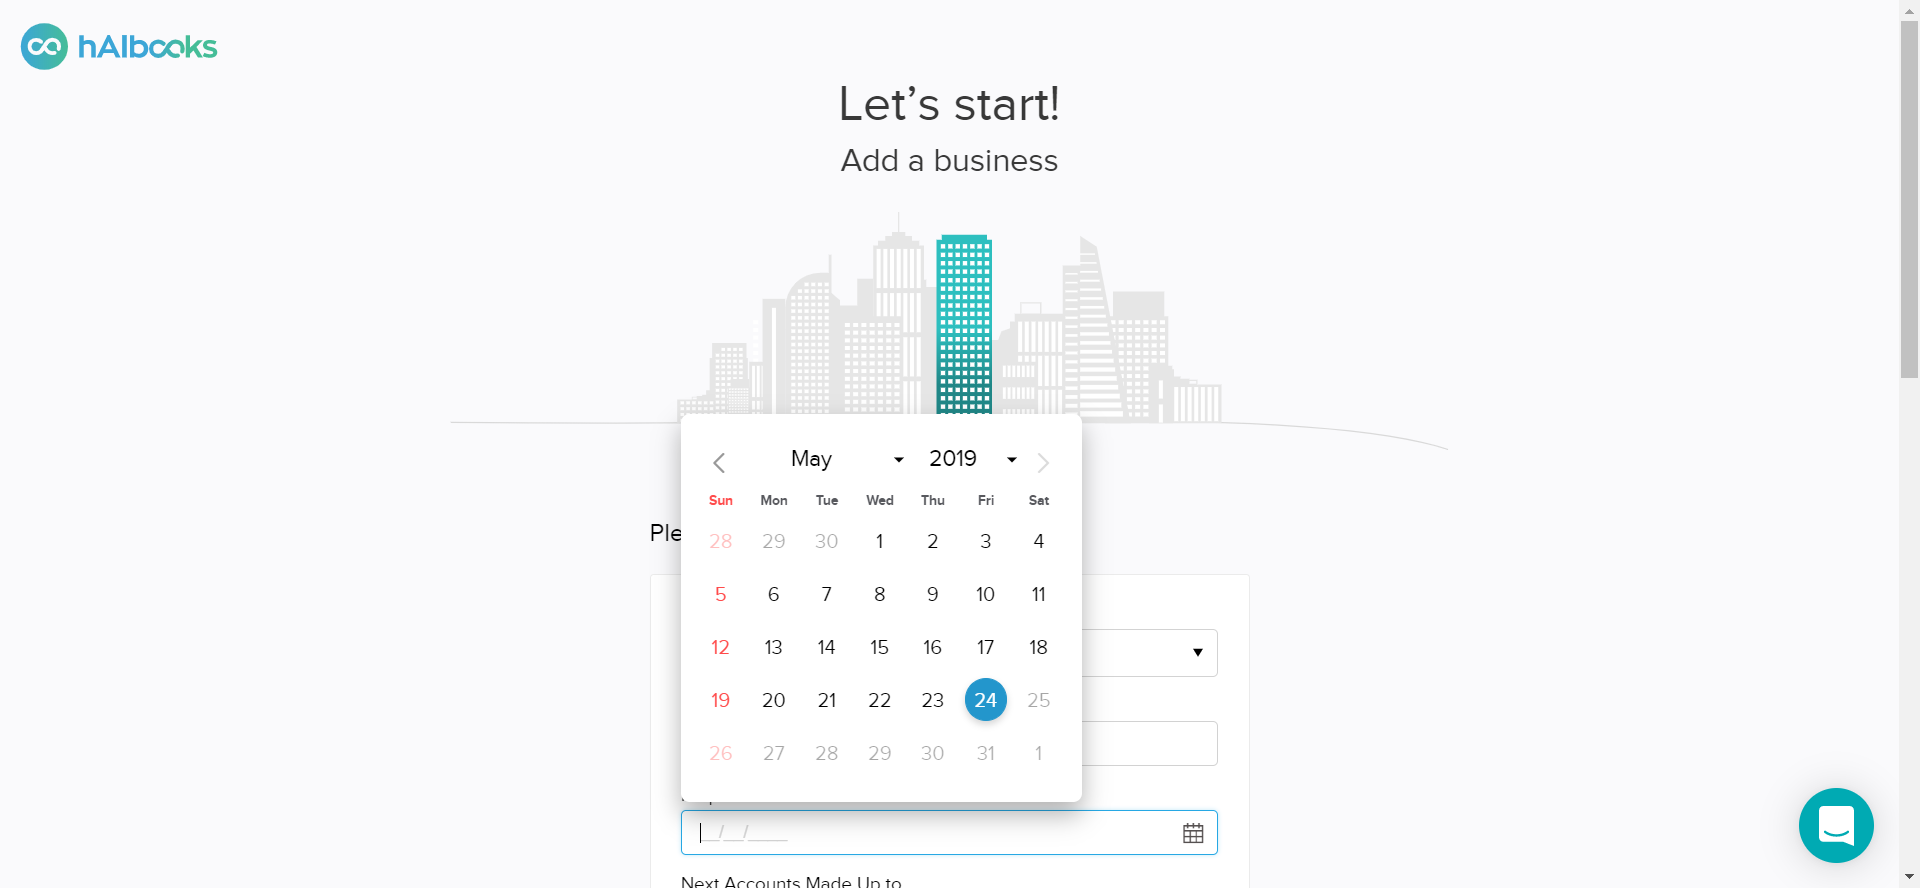 hAIbooks
Let’s start!
Add a business
May 2019
Sun Mon Tue Wed Thu Fri Sat
28 29 30 1 2 3 4
5 6 7 8 9 10 11
12 13 14 15 16 17 18
19 20 21 22 23 24 25
26 27 28 29 30 31 1
Ple
__/__/____
Next Accounts Made Up to